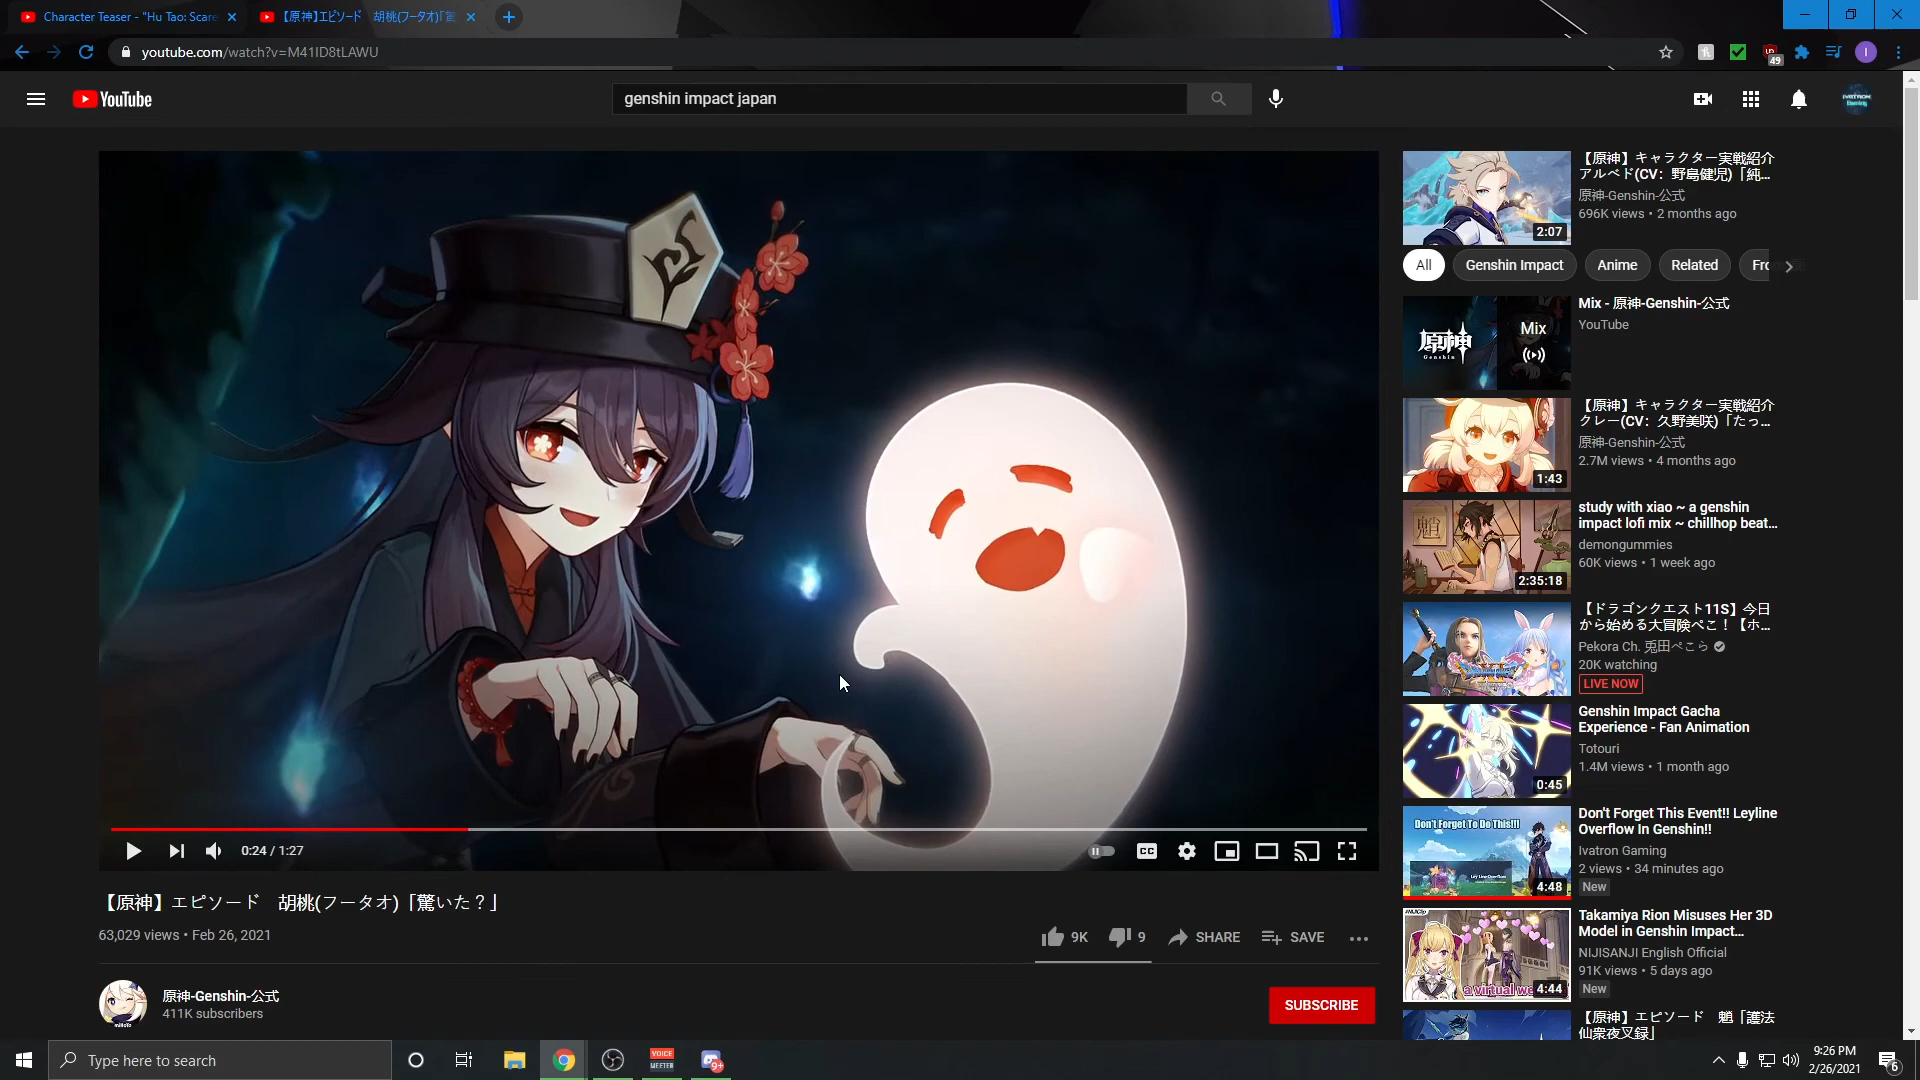 Character Teaser - "Hu Tao: Scare
【原神】エピソード 胡桃(フータオ)「驚
youtube.com/watch?v=M41ID8tLAWU
49
I
YouTube
genshin impact japan
【原神】キャラクター実戦紹介
アルベド(CV：野島健児)「純...
原神-Genshin-公式
696K views • 2 months ago
2:07
All
Genshin Impact
Anime
Related
Fro
Mix - 原神-Genshin-公式
YouTube
原神
Genshin
Mix
【原神】キャラクター実戦紹介
クレー(CV：久野美咲)「たっ...
原神-Genshin-公式
2.7M views • 4 months ago
1:43
study with xiao ~ a genshin
impact lofi mix ~ chillhop beat...
demongummies
60K views • 1 week ago
2:35:18
【ドラゴンクエスト11S】今日
から始める大冒険ぺこ！【ホ...
Pekora Ch. 兎田ぺこら
20K watching
LIVE NOW
Genshin Impact Gacha
Experience - Fan Animation
Totouri
1.4M views • 1 month ago
0:45
Don't Forget This Event!! Leyline
Overflow In Genshin!!
Ivatron Gaming
2 views • 34 minutes ago
New
Don't Forget To Do This!!!
4:48
Takamiya Rion Misuses Her 3D
Model in Genshin Impact...
NIJISANJI English Official
91K views • 5 days ago
New
a virtual we
4:44
【原神】エピソード 魈「護法
仙衆夜叉録」
0:24 / 1:27
CC
【原神】エピソード 胡桃(フータオ)「驚いた？」
63,029 views • Feb 26, 2021
9K
9
SHARE
SAVE
原神-Genshin-公式
411K subscribers
miHoYo
SUBSCRIBE
Type here to search
VOICE
MEETER
9+
9:26 PM
2/26/2021
6